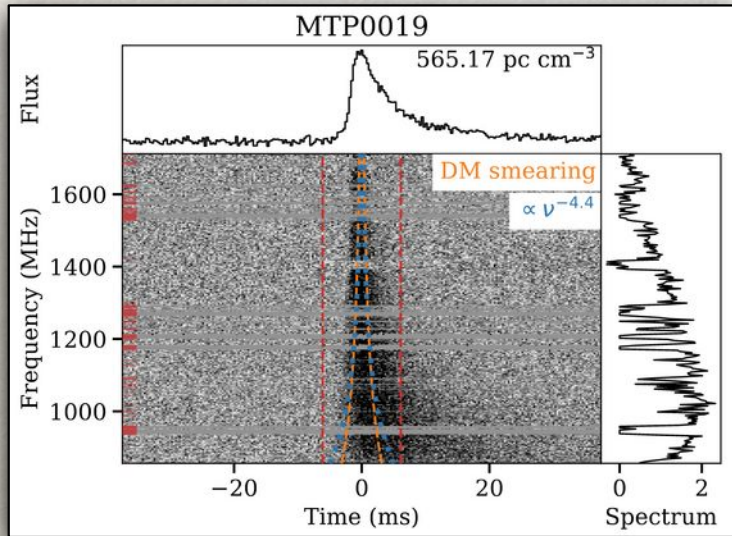 MTP0019
565.17 pc cm⁻³
Flux
DM smearing
∝ ν⁻⁴·⁴
Frequency (MHz)
1600
1400
1200
1000
−20
0
20
Time (ms)
0
2
Spectrum